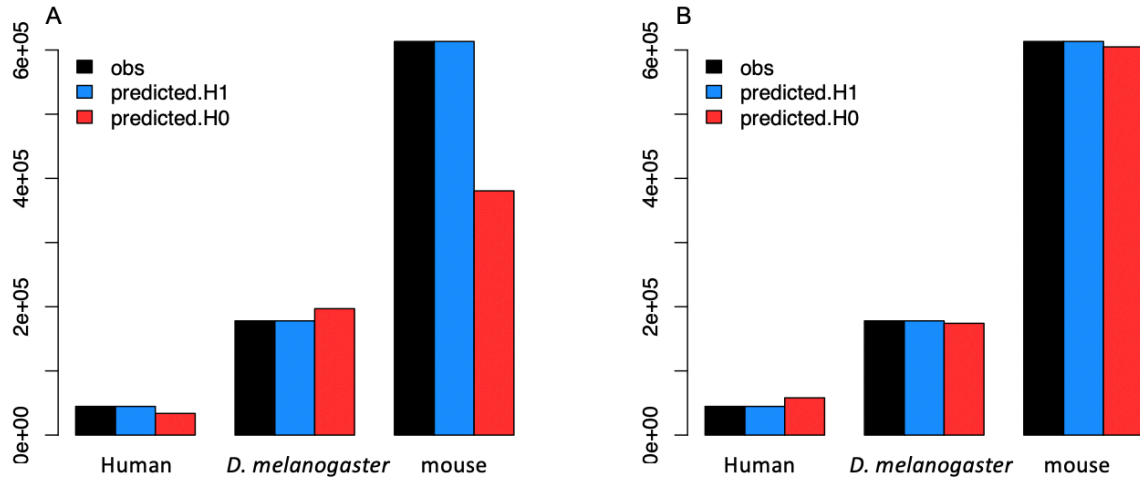 A
6e+05
4e+05
2e+05
0e+00
obs
predicted.H1
predicted.H0
Human
D. melanogaster
mouse
B
6e+05
4e+05
2e+05
0e+00
obs
predicted.H1
predicted.H0
Human
D. melanogaster
mouse